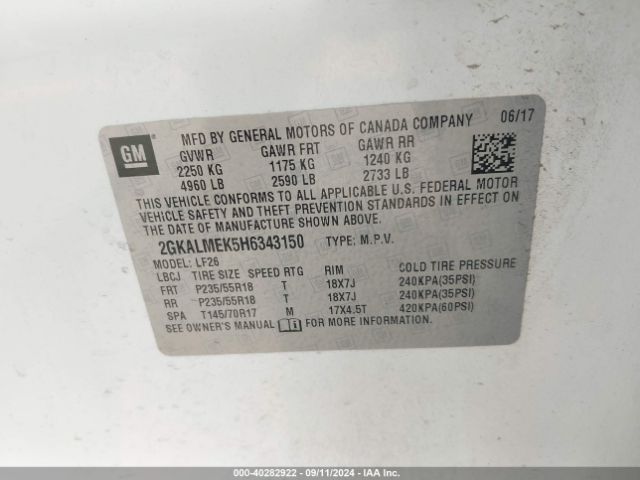 GM
MFD BY GENERAL MOTORS OF CANADA COMPANY 06/17
GVWR GAWR FRT GAWR RR
2250 KG 1175 KG 1240 KG
4960 LB 2590 LB 2733 LB
THIS VEHICLE CONFORMS TO ALL APPLICABLE U.S. FEDERAL MOTOR
VEHICLE SAFETY AND THEFT PREVENTION STANDARDS IN EFFECT ON
THE DATE OF MANUFACTURE SHOWN ABOVE.
2GKALMEK5H6343150 TYPE: M.P.V.
MODEL: LF26
LBCJ TIRE SIZE SPEED RTG RIM COLD TIRE PRESSURE
FRT P235/55R18 T 18X7J 240KPA(35PSI)
RR P235/55R18 T 18X7J 240KPA(35PSI)
SPA T145/70R17 M 17X4.5T 420KPA(60PSI)
SEE OWNER'S MANUAL FOR MORE INFORMATION.
000-40282922 - 09/11/2024 - IAA Inc.